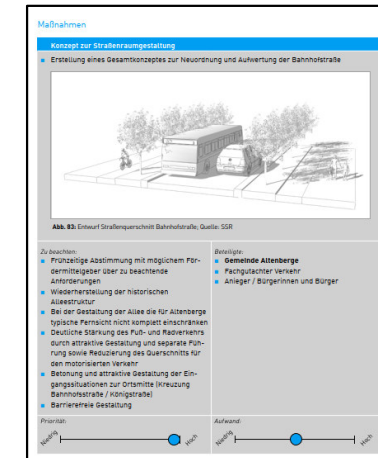 Maßnahmen
Konzept zur Straßenraumgestaltung
Erstellung eines Gesamtkonzeptes zur Neuordnung und Aufwertung der Bahnhofstraße
Abb. 83: Entwurf Straßenquerschnitt Bahnhofstraße; Quelle: SSR
Zu beachten:
Frühzeitige Abstimmung mit möglichem För-
dermittelgeber über zu beachtende
Anforderungen
Wiederherstellung der historischen
Alleestruktur
Bei der Gestaltung der Allee die für Altenberge
typische Fernsicht nicht komplett einschränken
Deutliche Stärkung des Fuß- und Radverkehrs
durch attraktive Gestaltung und separate Füh-
rung sowie Reduzierung des Querschnitts für
den motorisierten Verkehr
Betonung und attraktive Gestaltung der Ein-
gangssituationen zur Ortsmitte (Kreuzung
Bahnhofstraße / Königstraße)
Barrierefreie Gestaltung
Beteiligte:
Gemeinde Altenberge
Fachgutachter Verkehr
Anlieger / Bürgerinnen und Bürger
Priorität:
Niedrig
Hoch
Aufwand:
Niedrig
Hoch